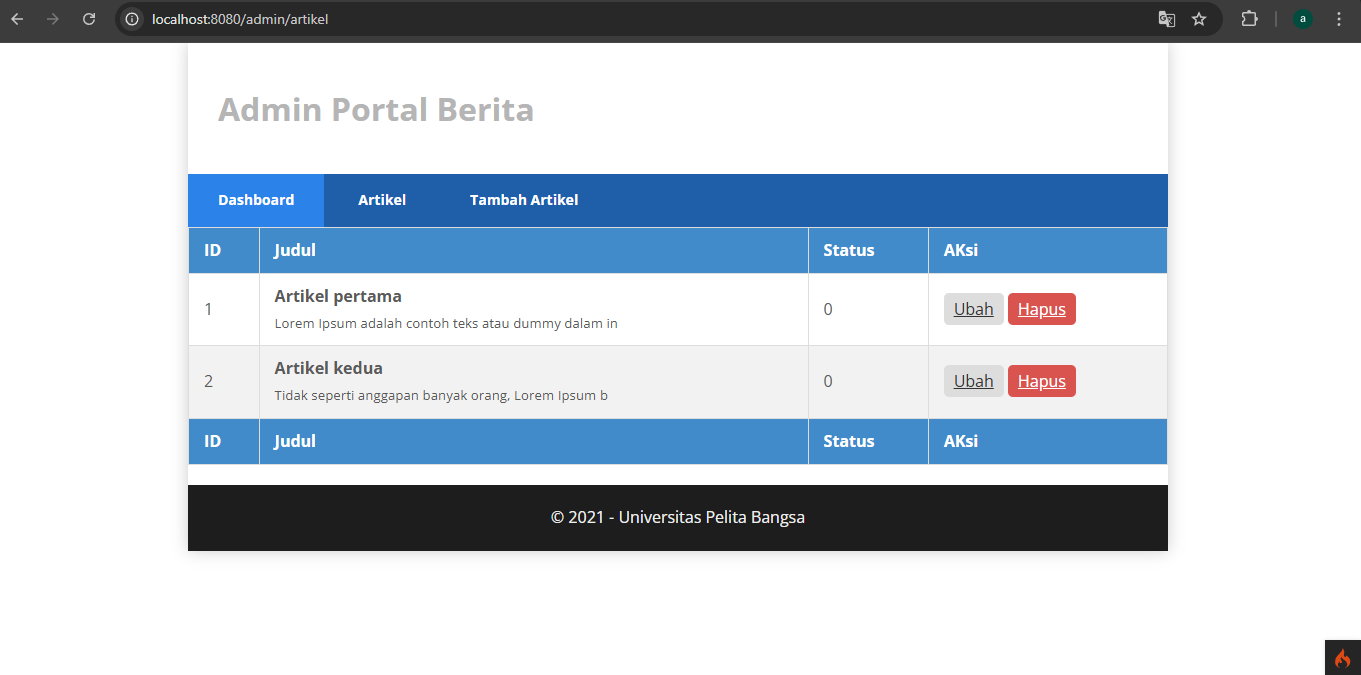 localhost:8080/admin/artikel
a
Admin Portal Berita
Dashboard Artikel Tambah Artikel
ID Judul Status AKsi
1 Artikel pertama 0 Ubah Hapus
Lorem Ipsum adalah contoh teks atau dummy dalam in
2 Artikel kedua 0 Ubah Hapus
Tidak seperti anggapan banyak orang, Lorem Ipsum b
ID Judul Status AKsi
© 2021 - Universitas Pelita Bangsa